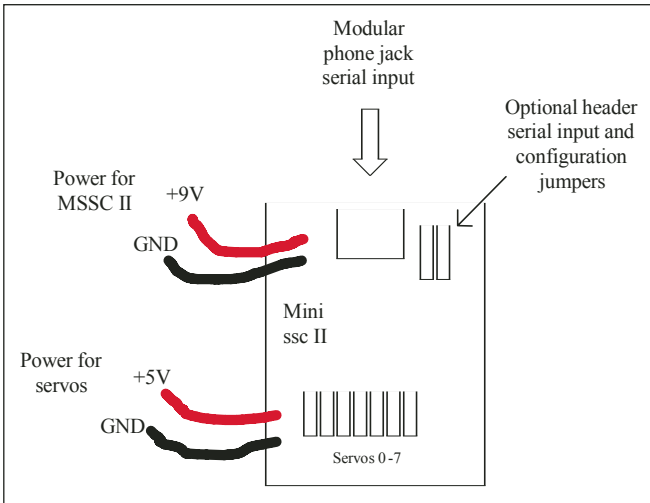 Modular
phone jack
serial input
Optional header
serial input and
configuration
jumpers
Power for
MSSC II
+9V
GND
Mini
ssc II
Power for
servos
+5V
GND
Servos 0-7